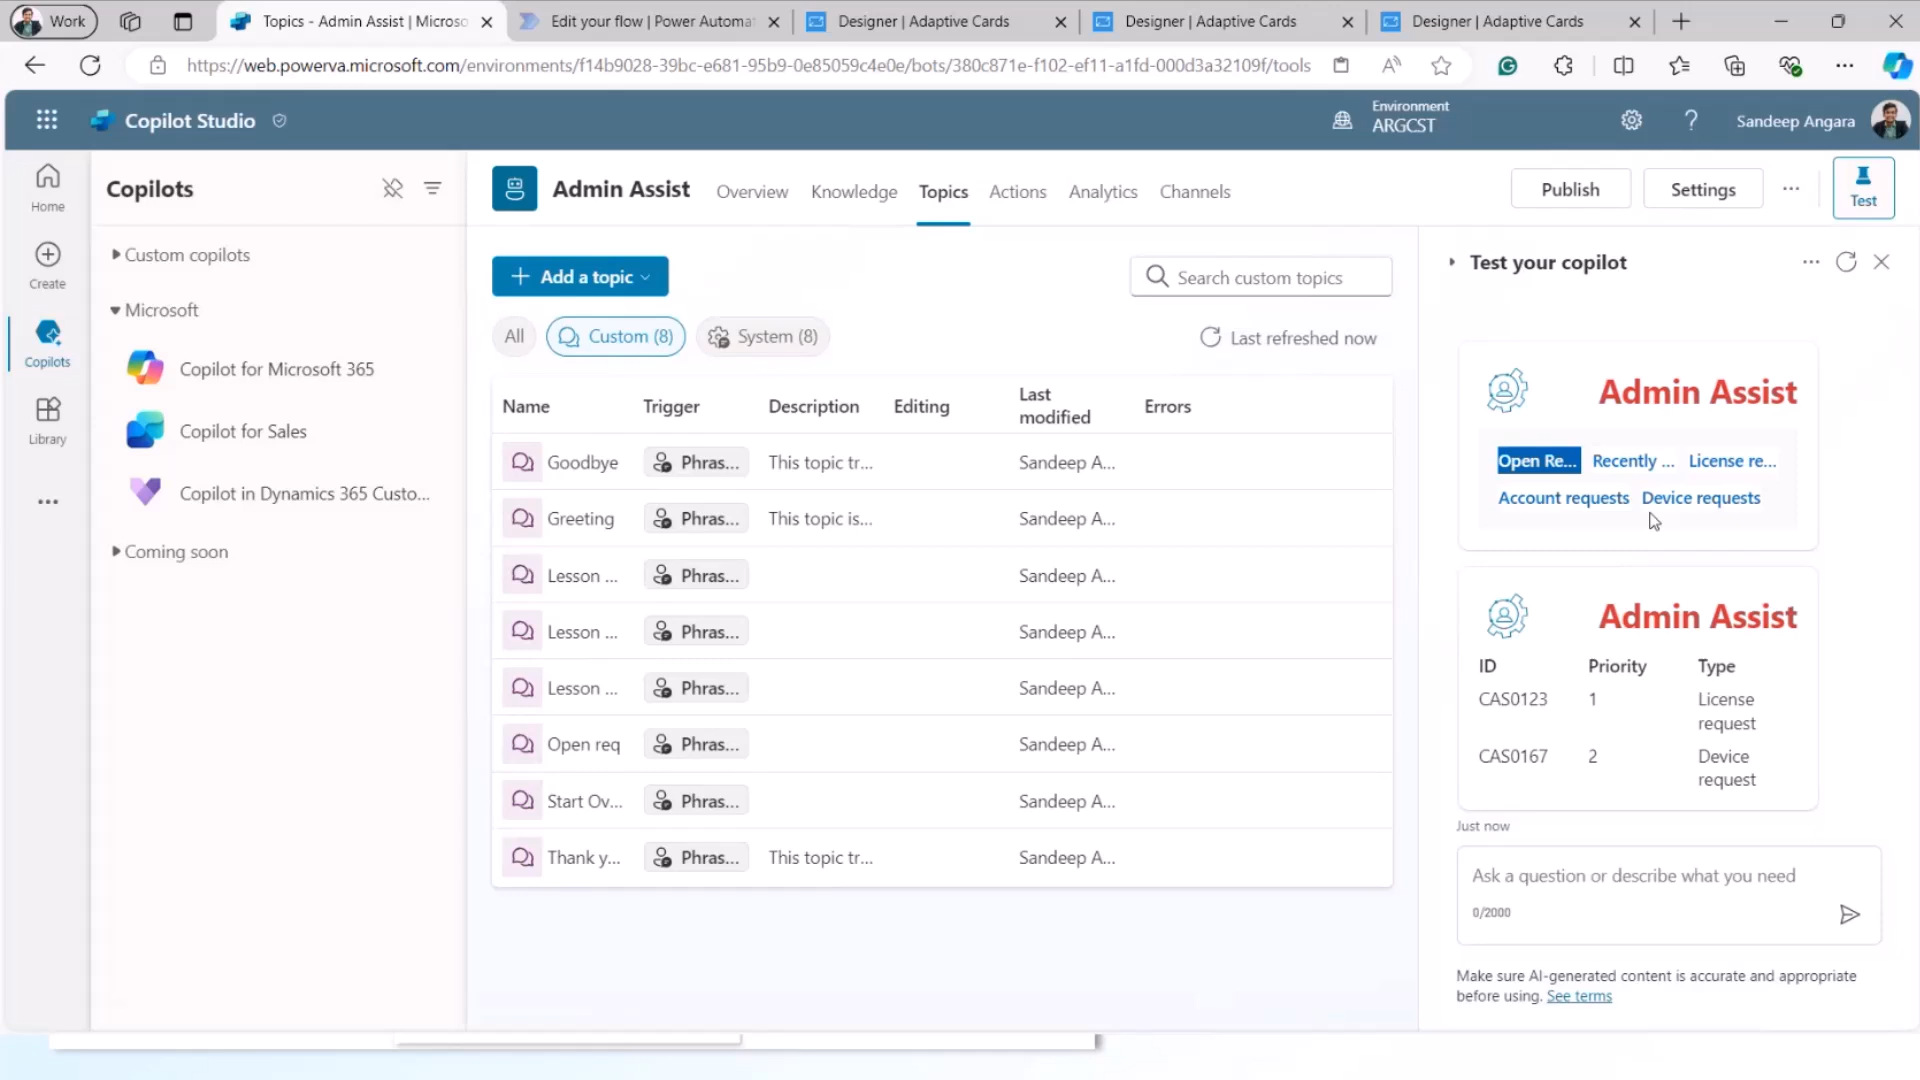 Work
Topics - Admin Assist | Microso
Edit your flow | Power Automa
Designer | Adaptive Cards
Designer | Adaptive Cards
Designer | Adaptive Cards
https://web.powerva.microsoft.com/environments/f14b9028-39bc-e681-95b9-0e85059c4e0e/bots/380c871e-f102-ef11-a1fd-000d3a32109f/tools
Copilot Studio
Environment
ARGCST
Sandeep Angara
Home
Create
Copilots
Library
Copilots
Custom copilots
Microsoft
Copilot for Microsoft 365
Copilot for Sales
Copilot in Dynamics 365 Custo...
Coming soon
Admin Assist
Overview
Knowledge
Topics
Actions
Analytics
Channels
Publish
Settings
Test
Add a topic
Search custom topics
All
Custom (8)
System (8)
Last refreshed now
Name Trigger Description Editing Last modified Errors
Goodbye Phras... This topic tr... Sandeep A...
Greeting Phras... This topic is... Sandeep A...
Lesson ... Phras... Sandeep A...
Lesson ... Phras... Sandeep A...
Lesson ... Phras... Sandeep A...
Open req Phras... Sandeep A...
Start Ov... Phras... Sandeep A...
Thank y... Phras... This topic tr... Sandeep A...
Test your copilot
Admin Assist
Open Re... Recently ... License re...
Account requests Device requests
Admin Assist
ID Priority Type
CAS0123 1 License request
CAS0167 2 Device request
Just now
Ask a question or describe what you need
0/2000
Make sure AI-generated content is accurate and appropriate
before using. See terms